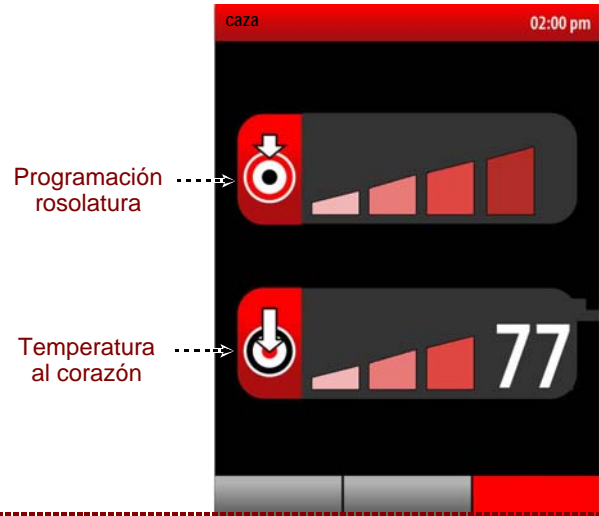 caza
02:00 pm
Programación
rosolatura
Temperatura
al corazón
77